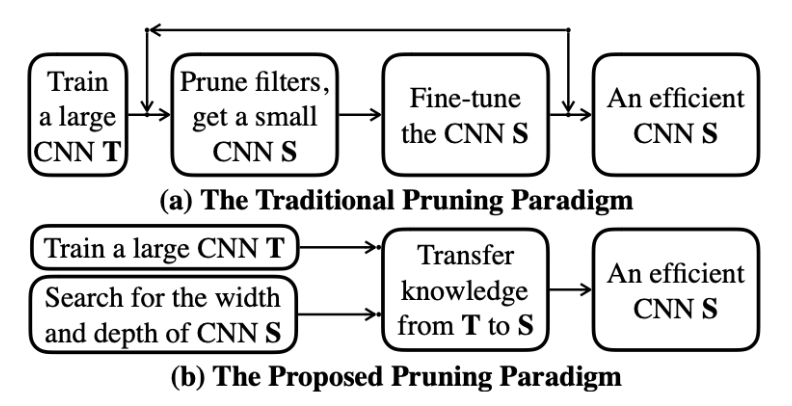 Train
a large
CNN T
Prune filters,
get a small
CNN S
Fine-tune
the CNN S
An efficient
CNN S
(a) The Traditional Pruning Paradigm
Train a large CNN T
Search for the width
and depth of CNN S
Transfer
knowledge
from T to S
An efficient
CNN S
(b) The Proposed Pruning Paradigm